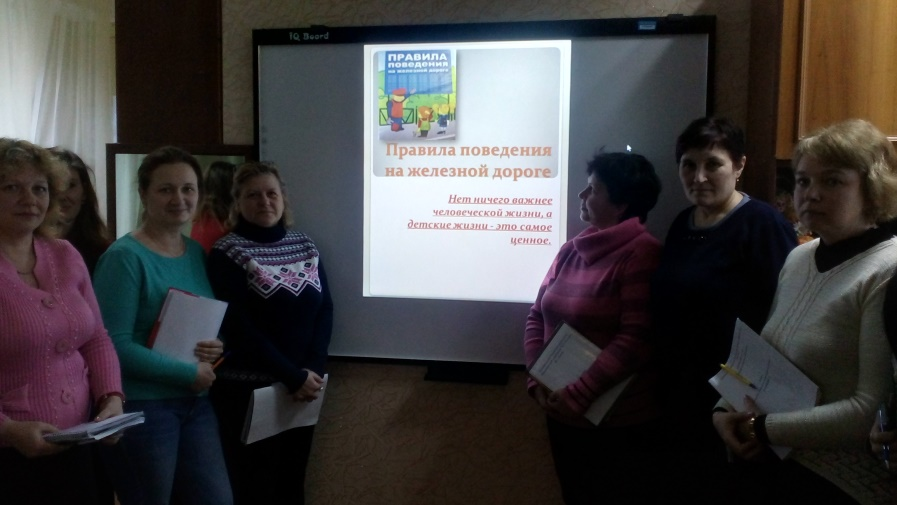 IQ Board
ПРАВИЛА
ПОВЕДЕНИЯ
на железной дороге
Правила поведения
на железной дороге
Нет ничего важнее
человеческой жизни, а
детские жизни - это самое
ценное.